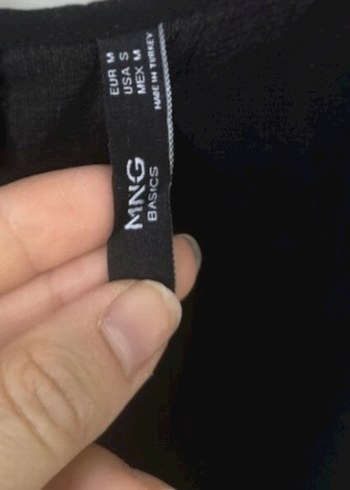 MNG
BASICS
EUR M
USA S
MEX M
MADE IN TURKEY